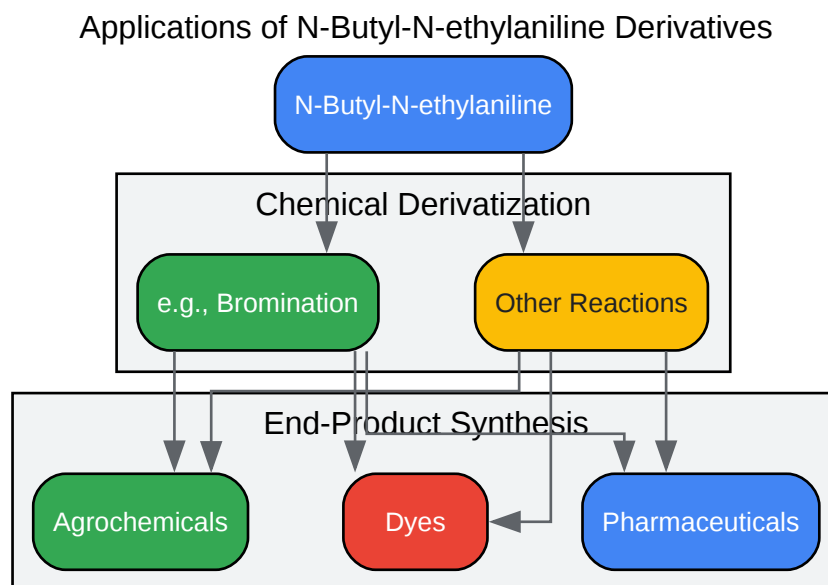 Applications of N-Butyl-N-ethylaniline Derivatives
N-Butyl-N-ethylaniline
Chemical Derivatization
e.g., Bromination
Other Reactions
End-Product Synthesis
Agrochemicals
Dyes
Pharmaceuticals